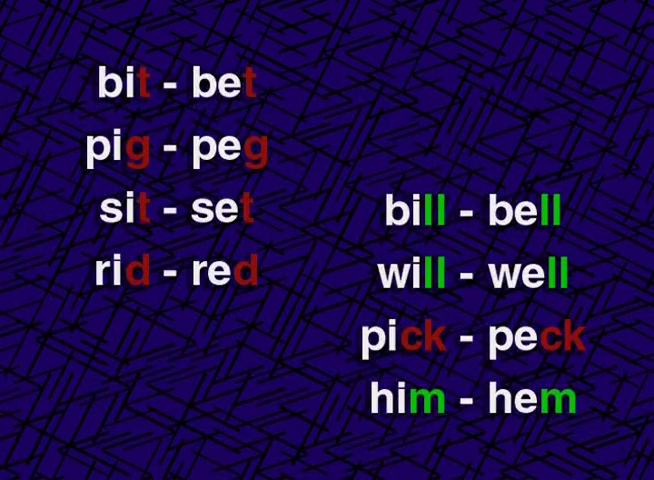 bit - bet
pig - peg
sit - set
rid - red
bill - bell
will - well
pick - peck
him - hem